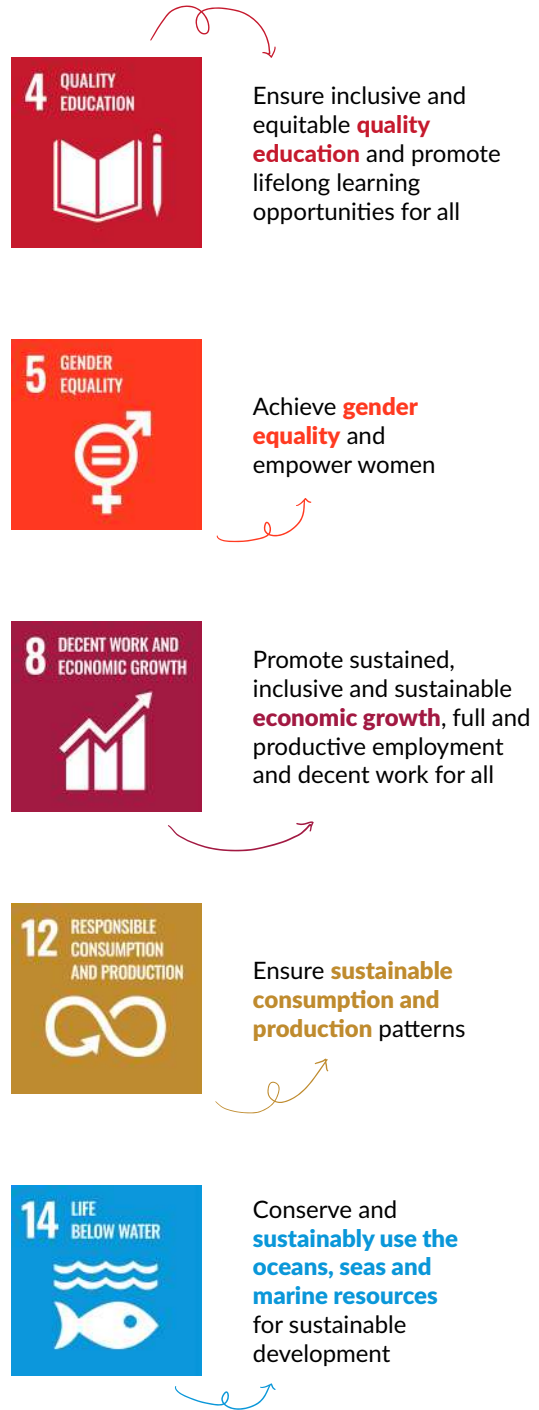 4 QUALITY
EDUCATION
Ensure inclusive and
equitable quality
education and promote
lifelong learning
opportunities for all
5 GENDER
EQUALITY
Achieve gender
equality and
empower women
8 DECENT WORK AND
ECONOMIC GROWTH
Promote sustained,
inclusive and sustainable
economic growth, full and
productive employment
and decent work for all
12 RESPONSIBLE
CONSUMPTION
AND PRODUCTION
Ensure sustainable
consumption and
production patterns
14 LIFE
BELOW WATER
Conserve and
sustainably use the
oceans, seas and
marine resources
for sustainable
development